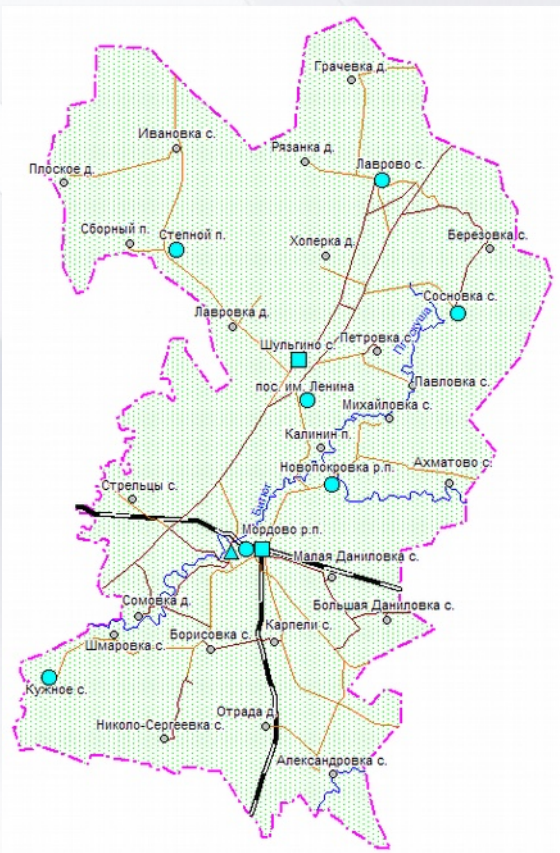 Грачевка д.
Ивановка с.
Рязанка д.
Лаврово с.
Плоское д.
Сборный п.
Степной п.
Хоперка д.
Березовка с.
Сосновка с.
Лавровка д.
Шульгино с.
Петровка с.
Плоскуша
пос. им. Ленина
Павловка с.
Михайловка с.
Калинин п.
Новопокровка р.п.
Ахматово с.
Стрельцы с.
Битюг
Мордово р.п.
Малая Даниловка с.
Сомовка д.
Большая Даниловка с.
Шмаровка с.
Борисовка с.
Карпели с.
Кужное с.
Николо-Сергеевка с.
Отрада д.
Александровка с.